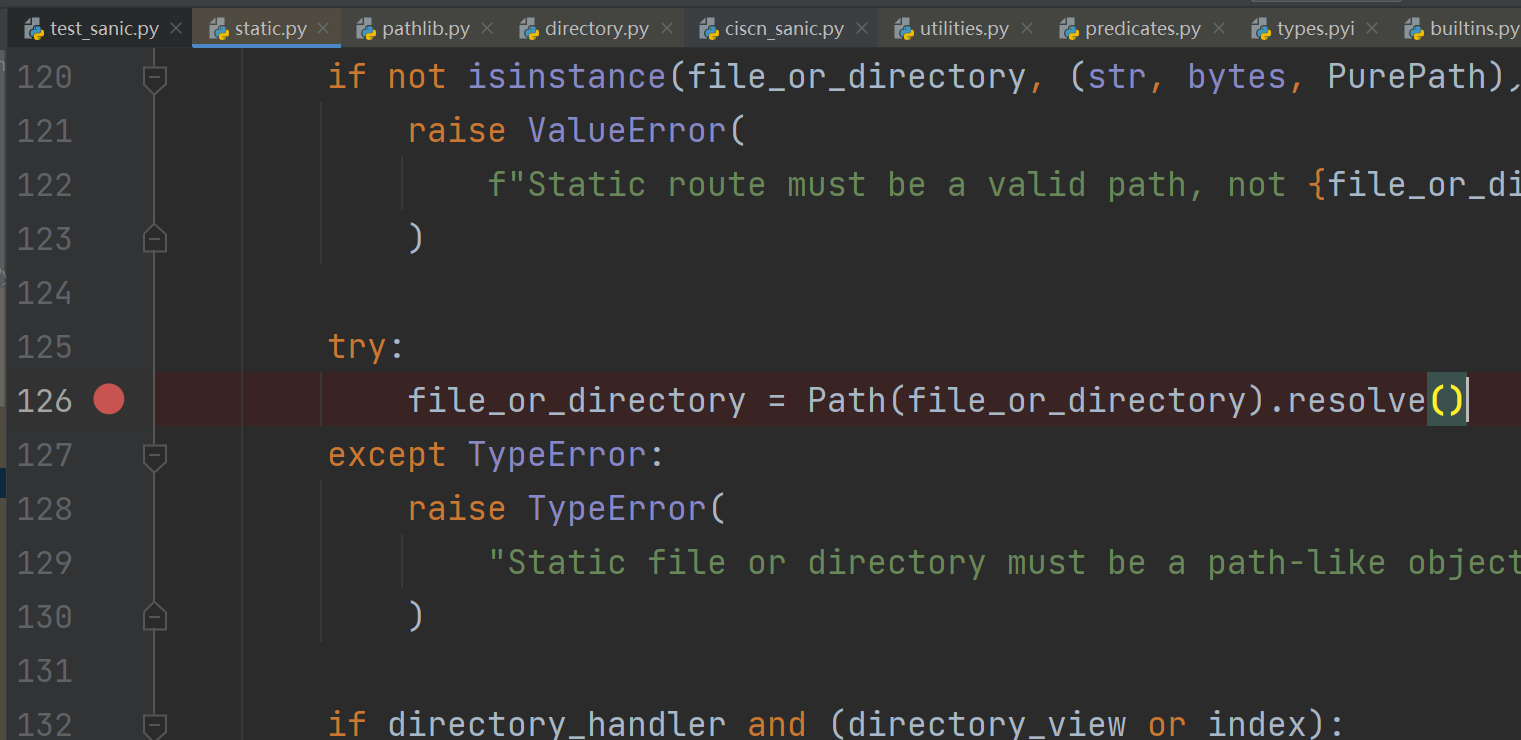 test_sanic.py static.py pathlib.py directory.py ciscn_sanic.py utilities.py predicates.py types.pyi builtins.py
120 if not isinstance(file_or_directory, (str, bytes, PurePath),
121 raise ValueError(
122 f"Static route must be a valid path, not {file_or_di
123 )
124
125 try:
126 file_or_directory = Path(file_or_directory).resolve()
127 except TypeError:
128 raise TypeError(
129 "Static file or directory must be a path-like object
130 )
131
132 if directory_handler and (directory_view or index):